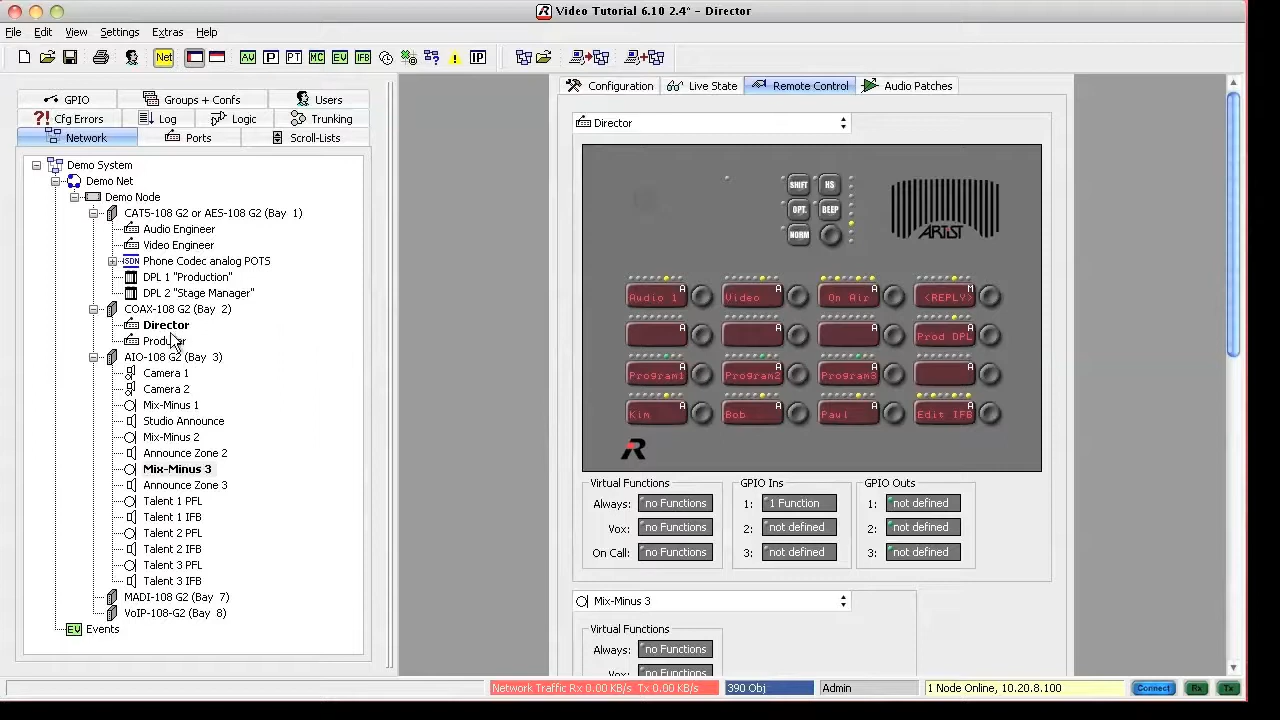 Video Tutorial 6.10 2.4* - Director
File Edit View Settings Extras Help
Net AV P PT MC EV IFB IP
GPIO Groups + Confs Users
Cfg Errors Log Logic Trunking
Network Ports Scroll-Lists
Demo System
Demo Net
Demo Node
CAT5-108 G2 or AES-108 G2 (Bay 1)
Audio Engineer
Video Engineer
ISDN Phone Codec analog POTS
DPL 1 "Production"
DPL 2 "Stage Manager"
COAX-108 G2 (Bay 2)
Director
Producer
AIO-108 G2 (Bay 3)
Camera 1
Camera 2
Mix-Minus 1
Studio Announce
Mix-Minus 2
Announce Zone 2
Mix-Minus 3
Announce Zone 3
Talent 1 PFL
Talent 1 IFB
Talent 2 PFL
Talent 2 IFB
Talent 3 PFL
Talent 3 IFB
MADI-108 G2 (Bay 7)
VoIP-108-G2 (Bay 8)
EV Events
Configuration Live State Remote Control Audio Patches
Director
SHIFT HS
OPT. BEEP
NORM
ARTIST
Audio 1 A Video A On Air A <REPLY> M
A A A Prod DPL A
Program1 A Program2 A Program3 A A
Kim A Bob A Paul A Edit IFB A
R
Virtual Functions GPIO Ins GPIO Outs
Always: no Functions 1: 1 Function 1: not defined
Vox: no Functions 2: not defined 2: not defined
On Call: no Functions 3: not defined 3: not defined
Mix-Minus 3
Virtual Functions
Always: no Functions
Vox: no Functions
Network Traffic Rx 0.00 KB/s Tx 0.00 KB/s 390 Obj Admin 1 Node Online, 10.20.8.100 Connect Rx Tx